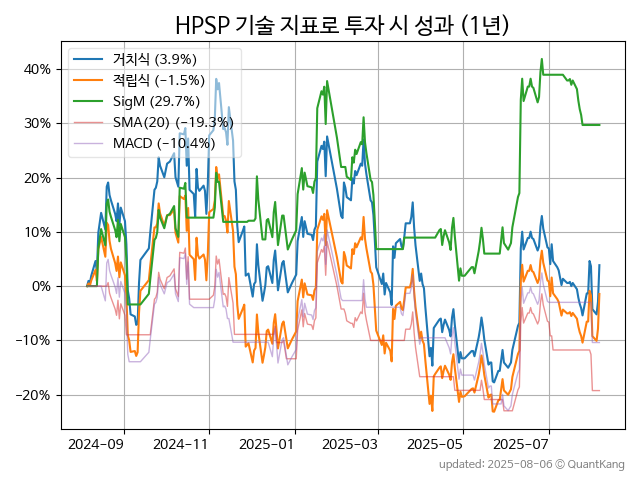 HPSP 기술 지표로 투자 시 성과 (1년)
거치식 (3.9%)
적립식 (−1.5%)
SigM (29.7%)
SMA(20) (−19.3%)
MACD (−10.4%)
40%
30%
20%
10%
0%
−10%
−20%
2024-09 2024-11 2025-01 2025-03 2025-05 2025-07
updated: 2025-08-06 © QuantKang